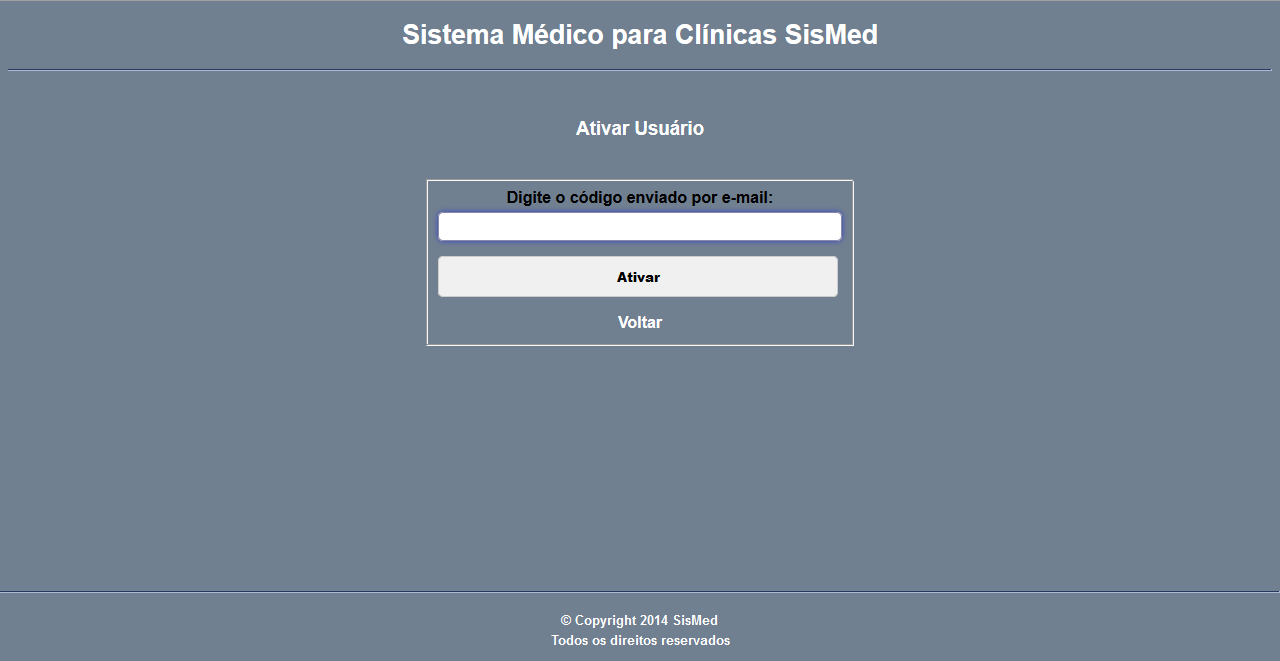 Sistema Médico para Clínicas SisMed
Ativar Usuário
Digite o código enviado por e-mail:
Ativar
Voltar
© Copyright 2014 SisMed
Todos os direitos reservados